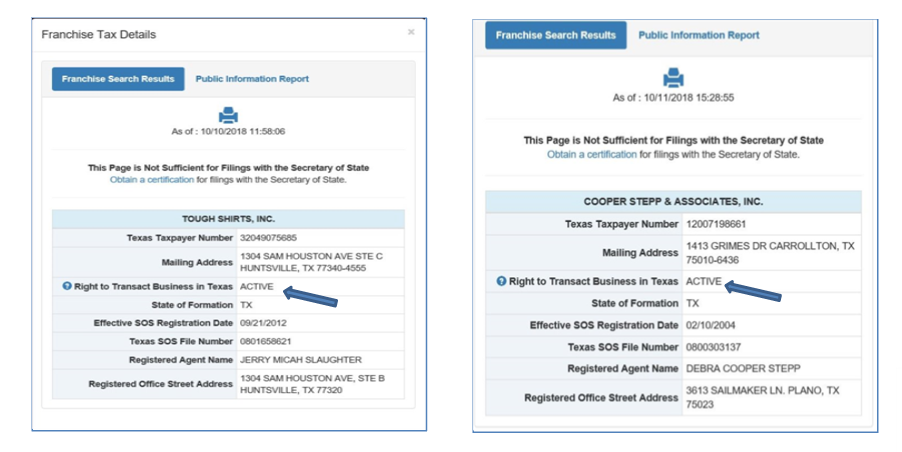 Franchise Tax Details
×
Franchise Search Results Public Information Report
As of : 10/10/2018 11:58:06
This Page is Not Sufficient for Filings with the Secretary of State
Obtain a certification for filings with the Secretary of State.
TOUGH SHIRTS, INC.
Texas Taxpayer Number 32049075685
Mailing Address 1304 SAM HOUSTON AVE STE C
HUNTSVILLE, TX 77340-4555
? Right to Transact Business in Texas ACTIVE
State of Formation TX
Effective SOS Registration Date 09/21/2012
Texas SOS File Number 0801658621
Registered Agent Name JERRY MICAH SLAUGHTER
Registered Office Street Address 1304 SAM HOUSTON AVE, STE B
HUNTSVILLE, TX 77320
Franchise Search Results Public Information Report
As of : 10/11/2018 15:28:55
This Page is Not Sufficient for Filings with the Secretary of State
Obtain a certification for filings with the Secretary of State.
COOPER STEPP & ASSOCIATES, INC.
Texas Taxpayer Number 12007198661
Mailing Address 1413 GRIMES DR CARROLLTON, TX
75010-6436
? Right to Transact Business in Texas ACTIVE
State of Formation TX
Effective SOS Registration Date 02/10/2004
Texas SOS File Number 0800303137
Registered Agent Name DEBRA COOPER STEPP
Registered Office Street Address 3613 SAILMAKER LN. PLANO, TX
75023